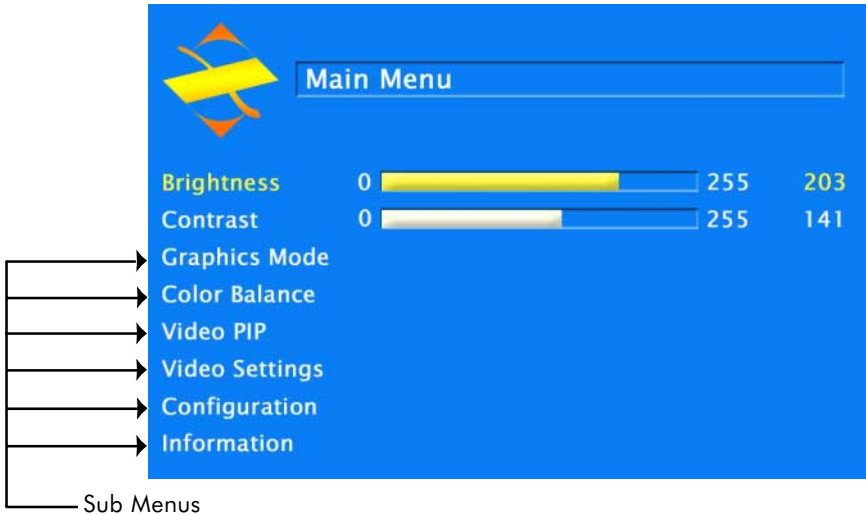 Main Menu
Brightness 0 255 203
Contrast 0 255 141
Graphics Mode
Color Balance
Video PIP
Video Settings
Configuration
Information
Sub Menus